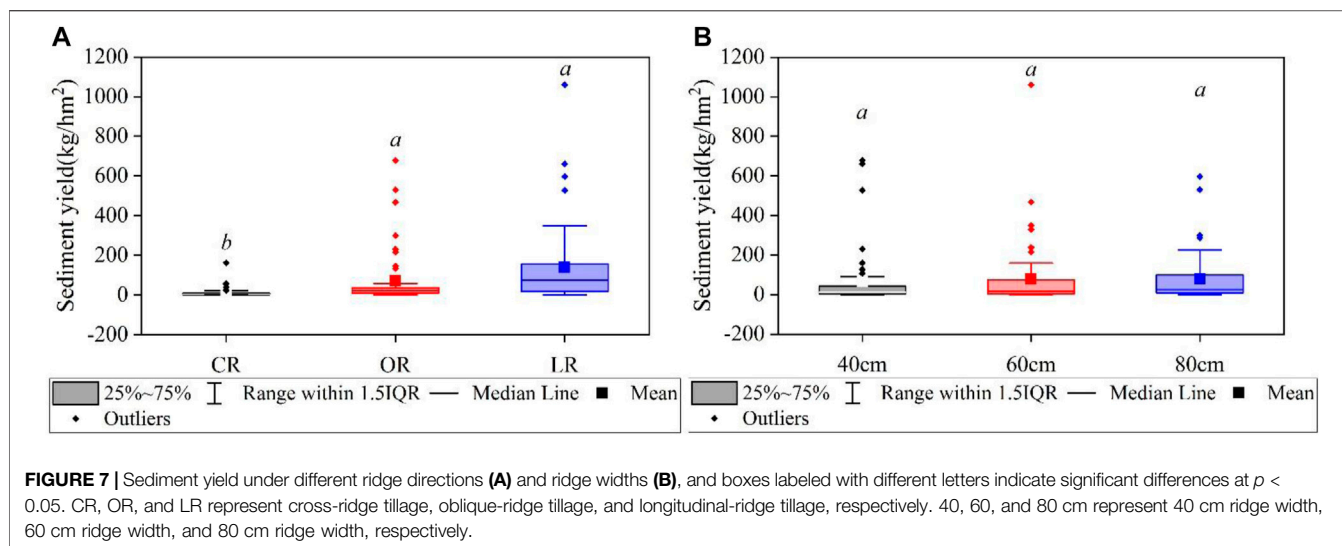 A
1200
1000
800
600
400
200
0
-200
Sediment yield(kg/hm²)
b
a
a
CR OR LR
25%~75% Range within 1.5IQR Median Line Mean
Outliers
B
1200
1000
800
600
400
200
0
-200
Sediment yield(kg/hm²)
a
a
a
40cm 60cm 80cm
25%~75% Range within 1.5IQR Median Line Mean
Outliers
FIGURE 7 | Sediment yield under different ridge directions (A) and ridge widths (B), and boxes labeled with different letters indicate significant differences at p <
0.05. CR, OR, and LR represent cross-ridge tillage, oblique-ridge tillage, and longitudinal-ridge tillage, respectively. 40, 60, and 80 cm represent 40 cm ridge width,
60 cm ridge width, and 80 cm ridge width, respectively.